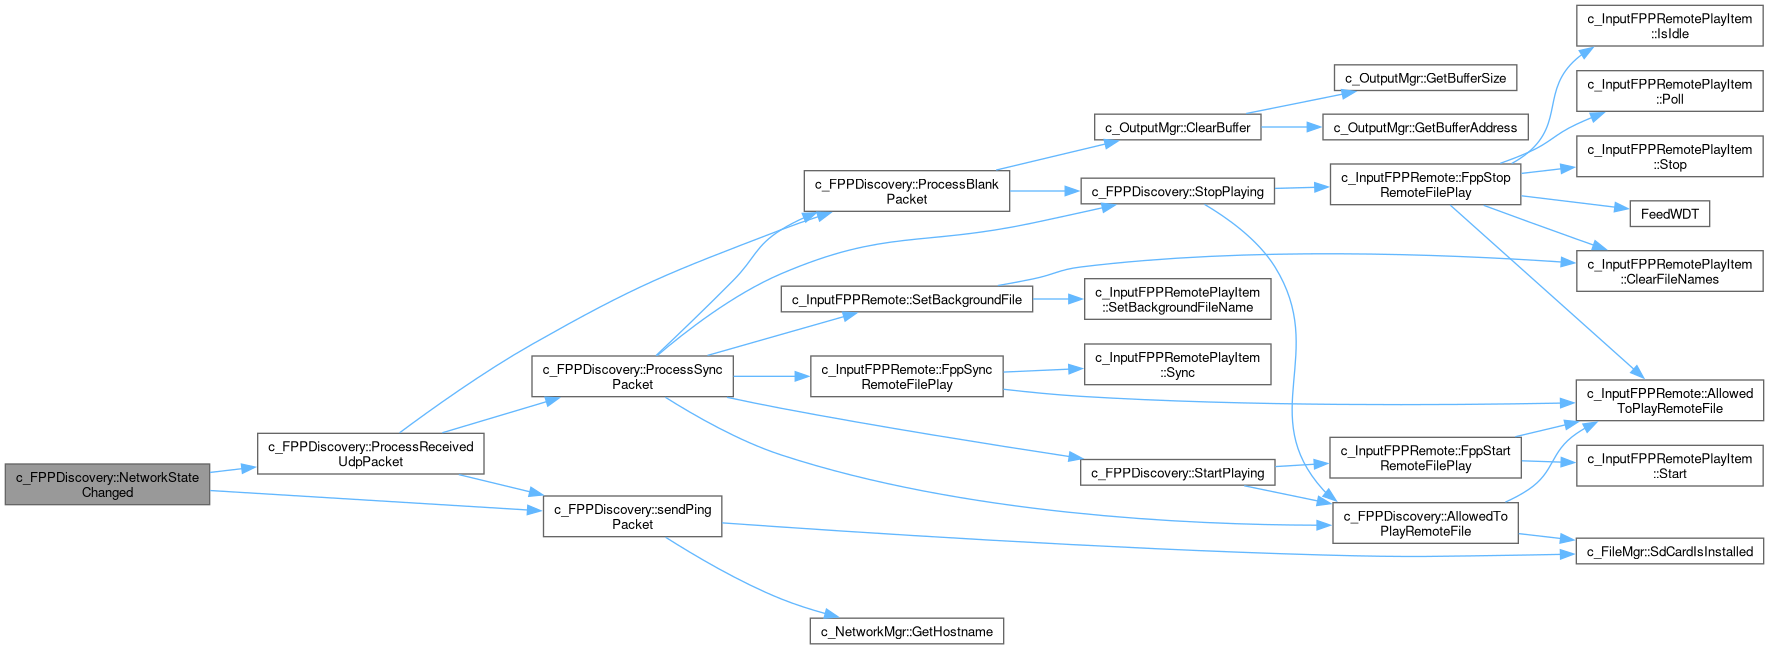 c_FPPDiscovery::NetworkState
Changed
c_FPPDiscovery::ProcessReceived
UdpPacket
c_FPPDiscovery::ProcessSync
Packet
c_FPPDiscovery::sendPing
Packet
c_FPPDiscovery::ProcessBlank
Packet
c_InputFPPRemote::SetBackgroundFile
c_InputFPPRemote::FppSync
RemoteFilePlay
c_NetworkMgr::GetHostname
c_OutputMgr::ClearBuffer
c_FPPDiscovery::StopPlaying
c_InputFPPRemotePlayItem
::SetBackgroundFileName
c_InputFPPRemotePlayItem
::Sync
c_FPPDiscovery::StartPlaying
c_OutputMgr::GetBufferSize
c_OutputMgr::GetBufferAddress
c_InputFPPRemote::FppStop
RemoteFilePlay
c_InputFPPRemote::FppStart
RemoteFilePlay
c_FPPDiscovery::AllowedTo
PlayRemoteFile
c_InputFPPRemotePlayItem
::IsIdle
c_InputFPPRemotePlayItem
::Poll
c_InputFPPRemotePlayItem
::Stop
FeedWDT
c_InputFPPRemotePlayItem
::ClearFileNames
c_InputFPPRemote::Allowed
ToPlayRemoteFile
c_InputFPPRemotePlayItem
::Start
c_FileMgr::SdCardIsInstalled